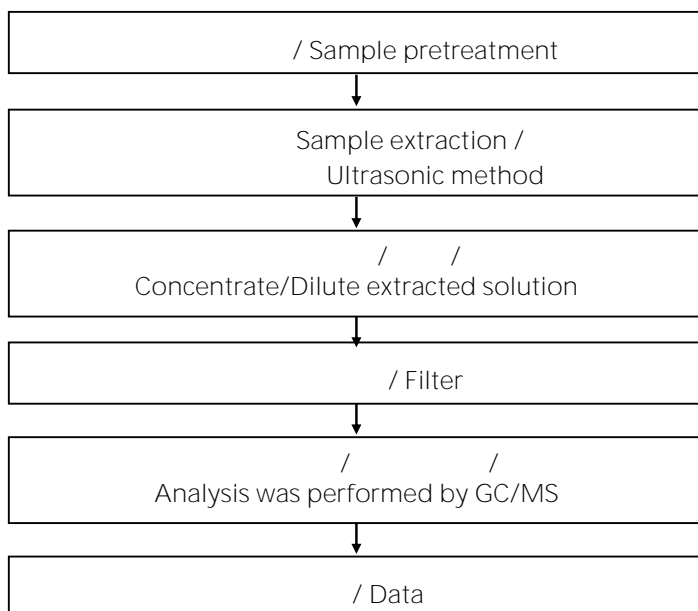 / Sample pretreatment
Sample extraction /
Ultrasonic method
/ /
Concentrate/Dilute extracted solution
/ Filter
/ /
Analysis was performed by GC/MS
/ Data